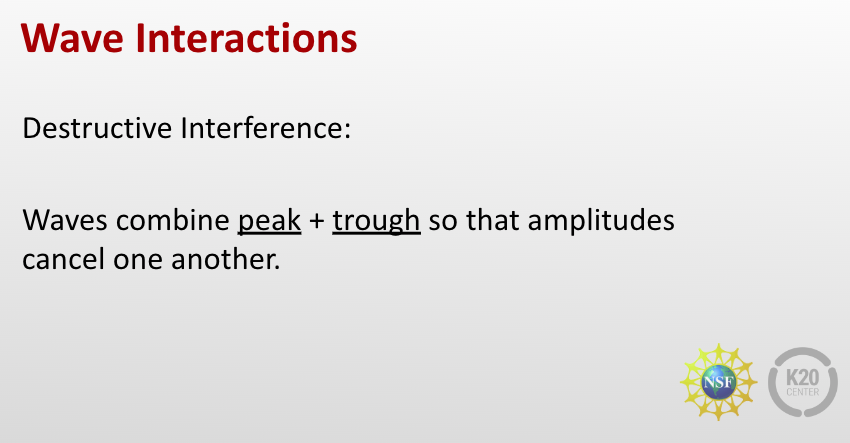 Wave Interactions
Destructive Interference:
Waves combine peak + trough so that amplitudes
cancel one another.
NSF
K20
CENTER